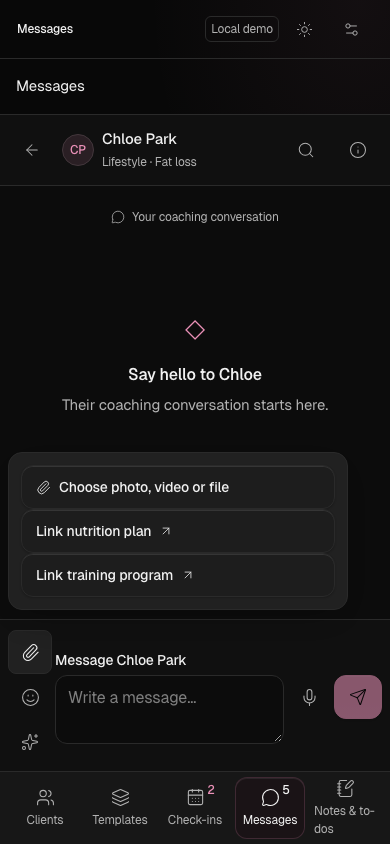 Messages
Local demo
Messages
CP
Chloe Park
Lifestyle · Fat loss
Your coaching conversation
Say hello to Chloe
Their coaching conversation starts here.
Choose photo, video or file
Link nutrition plan
Link training program
Message Chloe Park
Write a message...
2
5
Clients
Templates
Check-ins
Messages
Notes & to-
dos